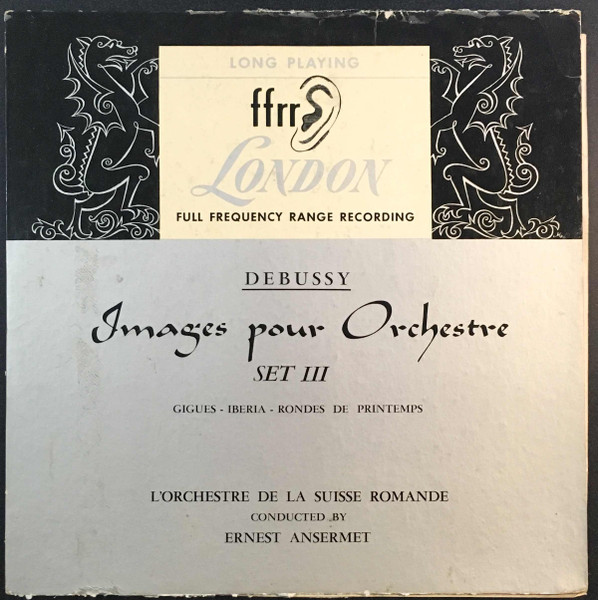 LONG PLAYING
ffrr
LONDON
FULL FREQUENCY RANGE RECORDING
DEBUSSY
Images pour Orchestre
SET III
GIGUES - IBERIA - RONDES DE PRINTEMPS
L'ORCHESTRE DE LA SUISSE ROMANDE
CONDUCTED BY
ERNEST ANSERMET